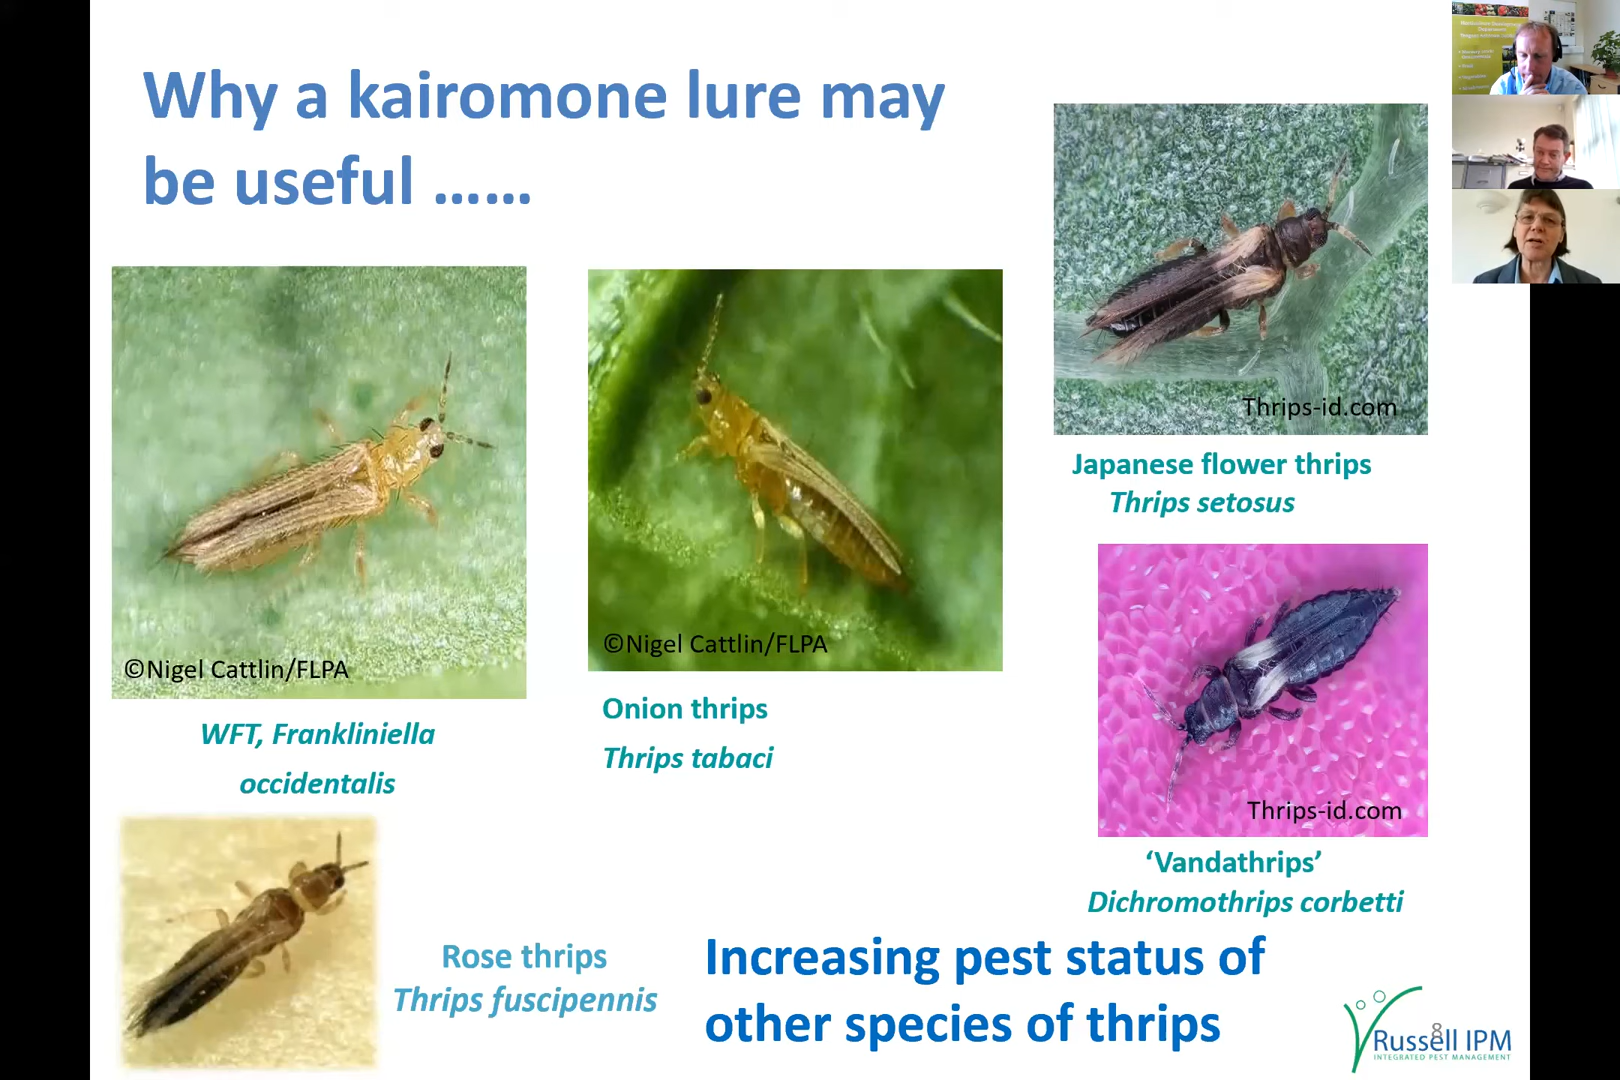 Why a kairomone lure may
be useful ......
©Nigel Cattlin/FLPA
WFT, Frankliniella
occidentalis
©Nigel Cattlin/FLPA
Onion thrips
Thrips tabaci
Thrips-id.com
Japanese flower thrips
Thrips setosus
Thrips-id.com
‘Vandathrips’
Dichromothrips corbetti
Rose thrips
Thrips fuscipennis
Increasing pest status of
other species of thrips
8
Russell IPM
INTEGRATED PEST MANAGEMENT